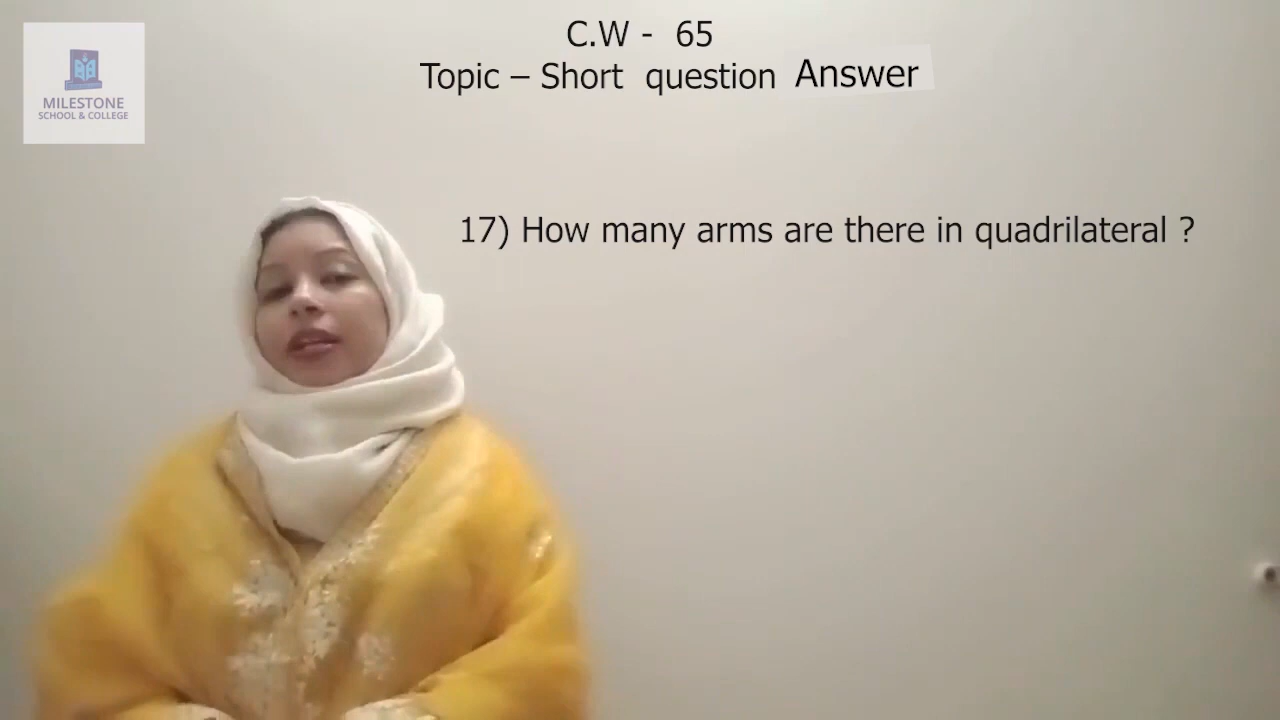 MILESTONE
SCHOOL & COLLEGE
C.W - 65
Topic – Short question Answer
17) How many arms are there in quadrilateral ?